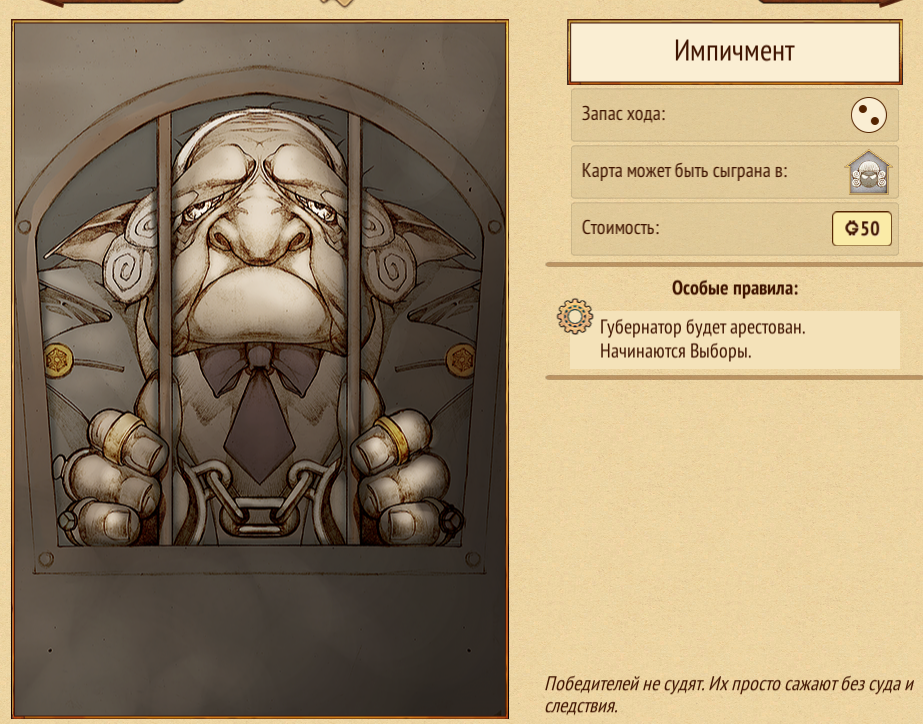 Импичмент
Запас хода:
Карта может быть сыграна в:
Стоимость:
50
Особые правила:
Губернатор будет арестован.
Начинаются Выборы.
Победителей не судят. Их просто сажают без суда и
следствия.